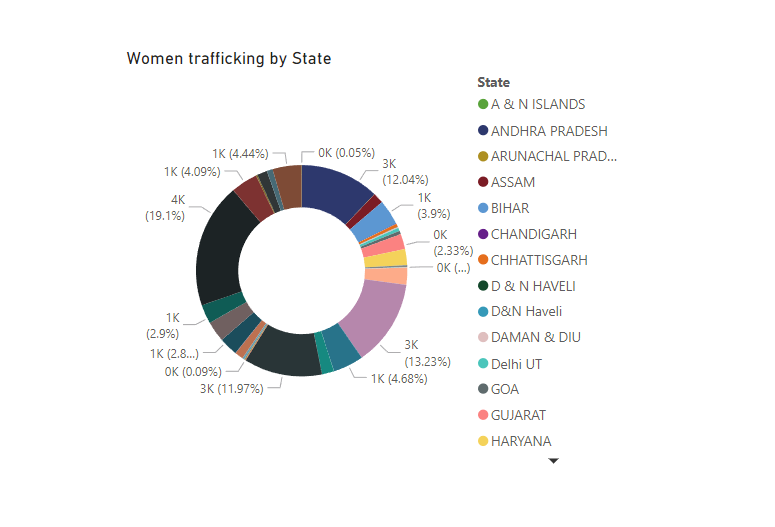 Women trafficking by State
State
A & N ISLANDS
ANDHRA PRADESH
ARUNACHAL PRAD...
ASSAM
BIHAR
CHANDIGARH
CHHATTISGARH
D & N HAVELI
D&N Haveli
DAMAN & DIU
Delhi UT
GOA
GUJARAT
HARYANA
0K (0.05%)
3K
(12.04%)
1K
(3.9%)
0K
(2.33%)
0K (...)
3K
(13.23%)
1K (4.68%)
3K (11.97%)
0K (0.09%)
1K (2.8...)
1K
(2.9%)
4K
(19.1%)
1K (4.09%)
1K (4.44%)